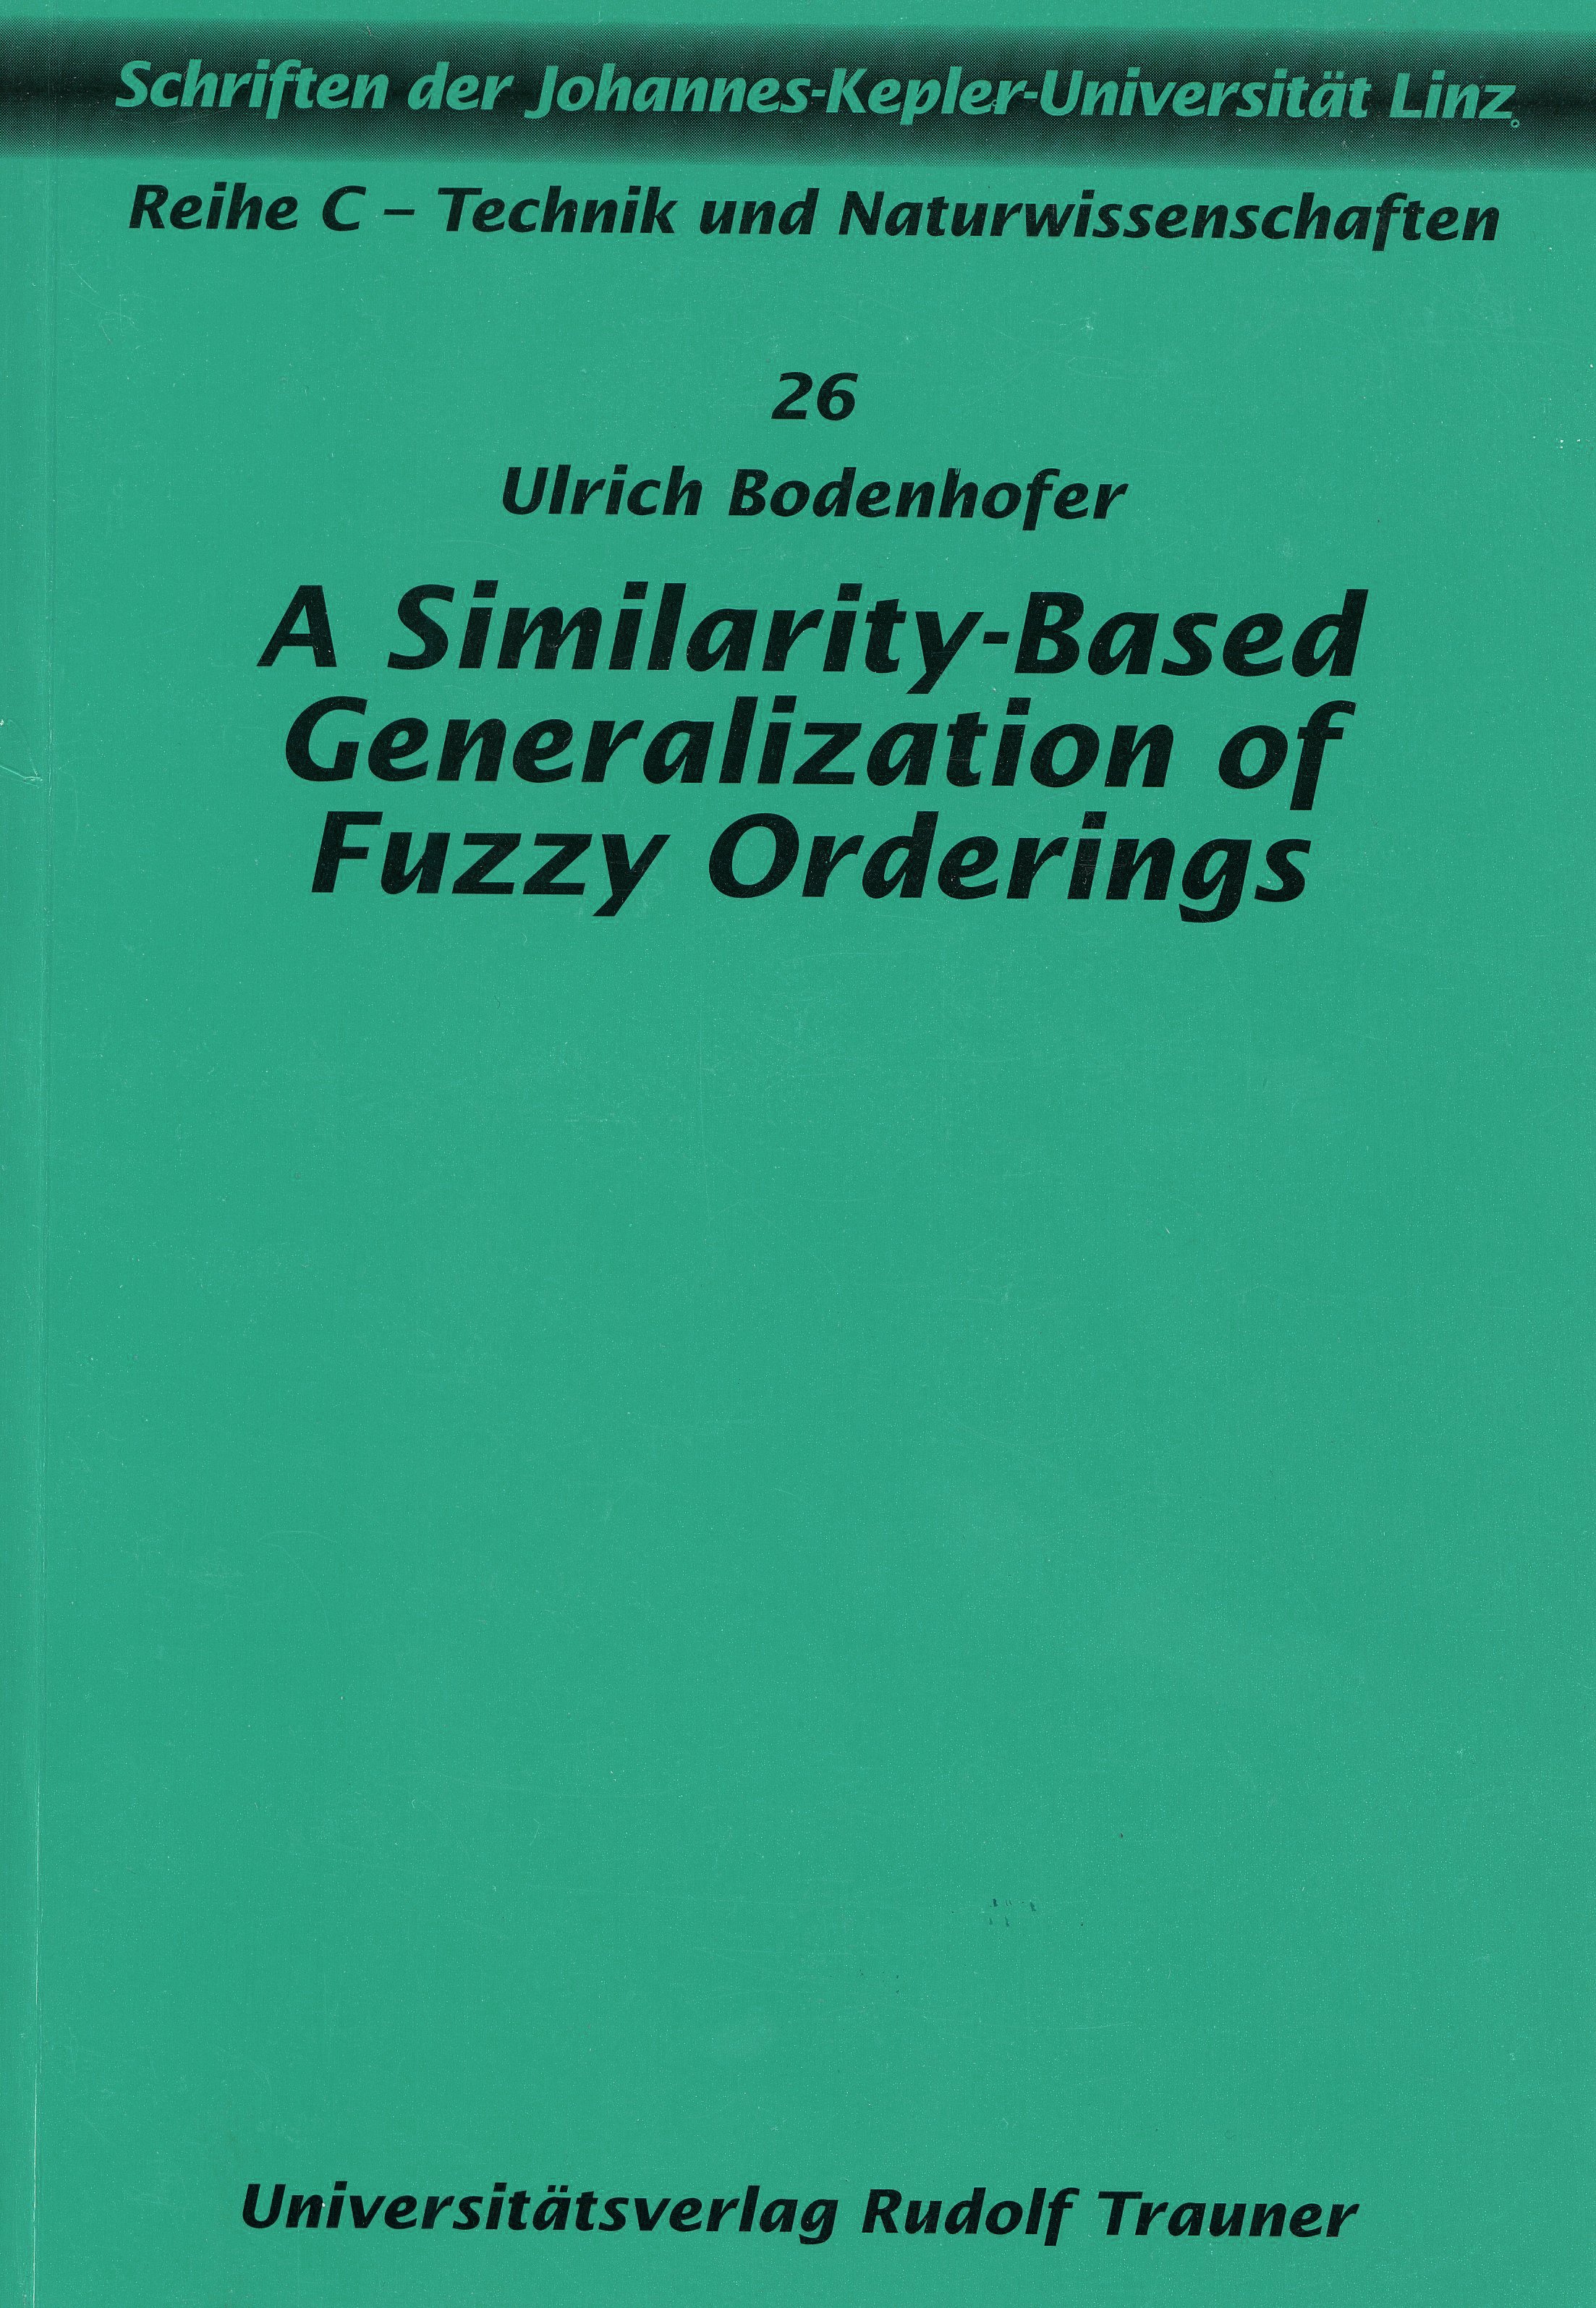 Schriften der Johannes-Kepler-Universität Linz
Reihe C – Technik und Naturwissenschaften
26
Ulrich Bodenhofer
A Similarity-Based
Generalization of
Fuzzy Orderings
Universitätsverlag Rudolf Trauner